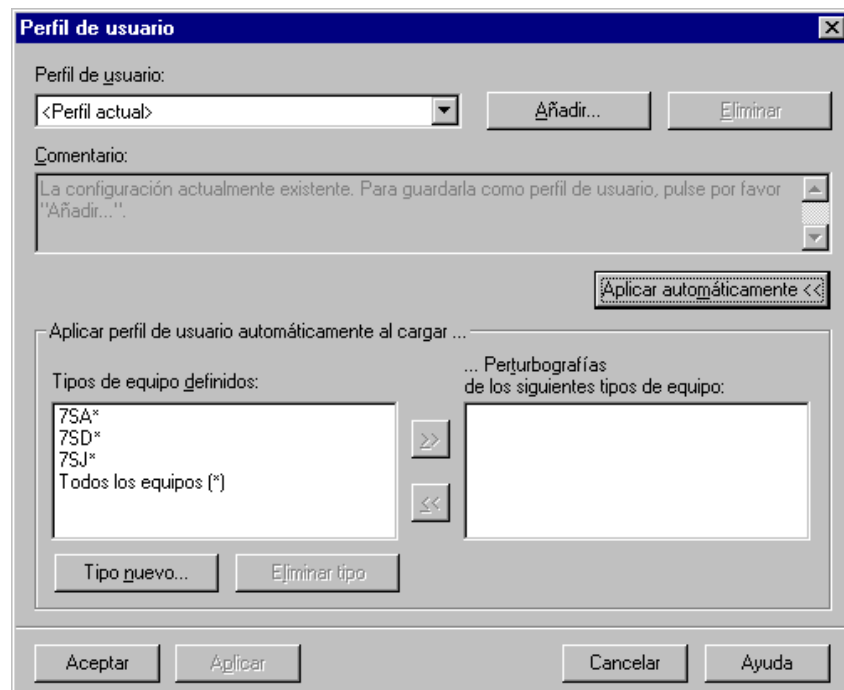 Perfil de usuario
Perfil de usuario:
<Perfil actual>
Añadir...
Eliminar
Comentario:
La configuración actualmente existente. Para guardarla como perfil de usuario, pulse por favor
"Añadir...".
Aplicar automáticamente <<
Aplicar perfil de usuario automáticamente al cargar ...
Tipos de equipo definidos:
7SA*
7SD*
7SJ*
Todos los equipos (*)
>>
<<
... Perturbografías
de los siguientes tipos de equipo:
Tipo nuevo...
Eliminar tipo
Aceptar
Aplicar
Cancelar
Ayuda